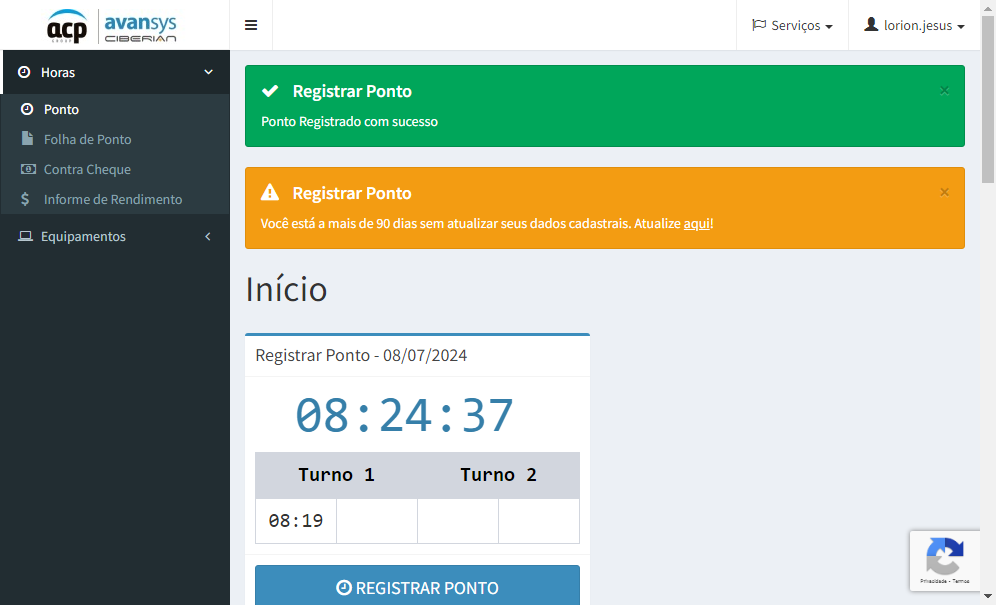 acp
GROUP
avansys
CIBERIAN
Serviços
lorion.jesus
Horas
Ponto
Folha de Ponto
Contra Cheque
Informe de Rendimento
Equipamentos
Registrar Ponto
×
Ponto Registrado com sucesso
Registrar Ponto
×
Você está a mais de 90 dias sem atualizar seus dados cadastrais. Atualize aqui!
Início
Registrar Ponto - 08/07/2024
08:24:37
Turno 1 Turno 2
08:19
REGISTRAR PONTO
Privacidade - Termos